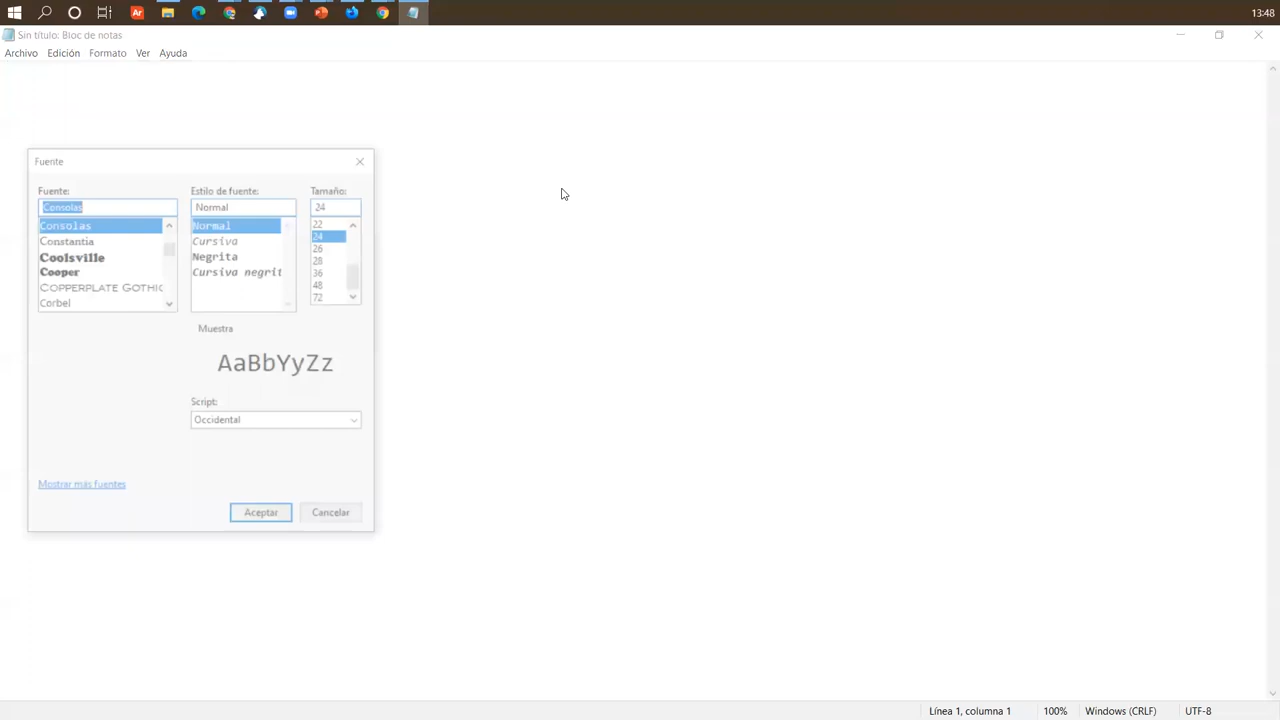 Ar
13:48
Sin título: Bloc de notas
Archivo Edición Formato Ver Ayuda
Fuente
Fuente: Estilo de fuente: Tamaño:
Consolas Normal 24
Consolas Normal 22
Constantia Cursiva 24
Coolsville Negrita 26
Cooper Cursiva negrit 28
COPPERPLATE GOTHIC 36
Corbel 48
72
Muestra
AaBbYyZz
Script:
Occidental
Mostrar más fuentes
Aceptar Cancelar
Línea 1, columna 1 100% Windows (CRLF) UTF-8